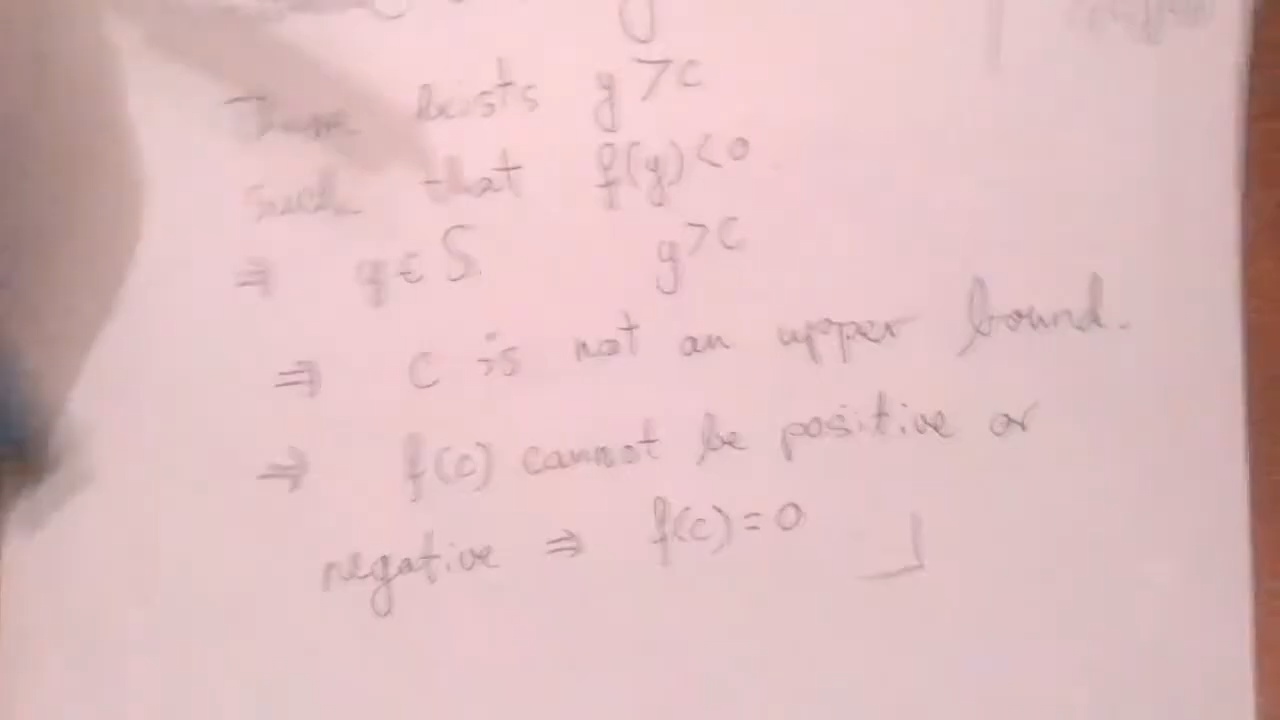 There exists y > c
such that f(y) < 0
⇒ y ∈ S y > c
⇒ c is not an upper bound.
⇒ f(c) cannot be positive or
negative ⇒ f(c) = 0